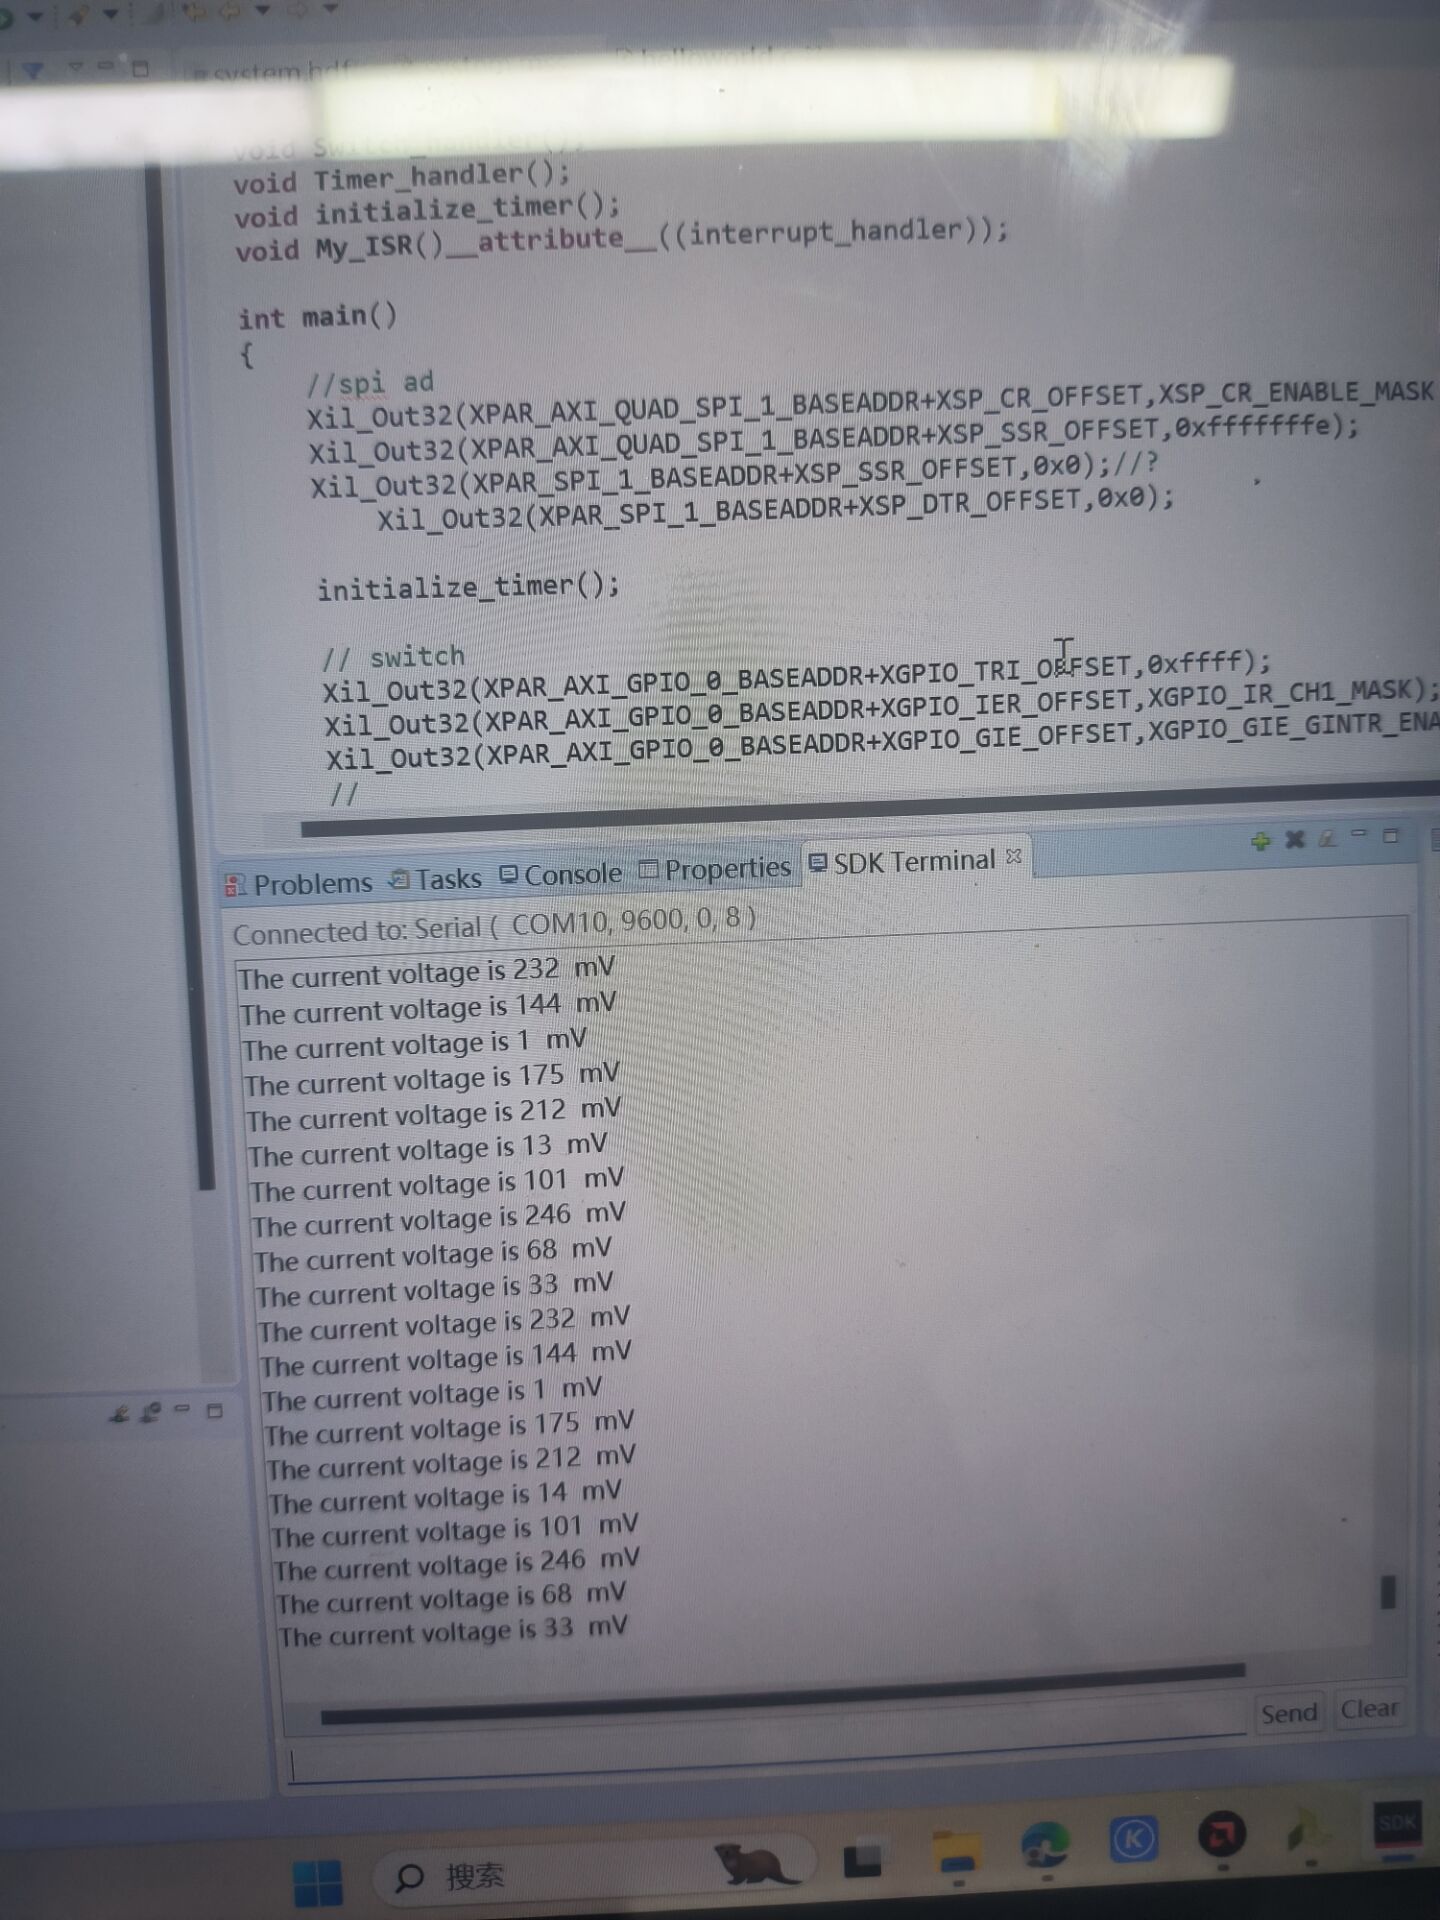 system.hdf
void Switch_handler();
void Timer_handler();
void initialize_timer();
void My_ISR()__attribute__((interrupt_handler));
int main()
{
//spi ad
Xil_Out32(XPAR_AXI_QUAD_SPI_1_BASEADDR+XSP_CR_OFFSET,XSP_CR_ENABLE_MASK
Xil_Out32(XPAR_AXI_QUAD_SPI_1_BASEADDR+XSP_SSR_OFFSET,0xfffffffe);
Xil_Out32(XPAR_SPI_1_BASEADDR+XSP_SSR_OFFSET,0x0);//?
Xil_Out32(XPAR_SPI_1_BASEADDR+XSP_DTR_OFFSET,0x0);
initialize_timer();
// switch
Xil_Out32(XPAR_AXI_GPIO_0_BASEADDR+XGPIO_TRI_OFFSET,0xffff);
Xil_Out32(XPAR_AXI_GPIO_0_BASEADDR+XGPIO_IER_OFFSET,XGPIO_IR_CH1_MASK);
Xil_Out32(XPAR_AXI_GPIO_0_BASEADDR+XGPIO_GIE_OFFSET,XGPIO_GIE_GINTR_ENA
//
Problems Tasks Console Properties SDK Terminal
Connected to: Serial ( COM10, 9600, 0, 8 )
The current voltage is 232 mV
The current voltage is 144 mV
The current voltage is 1 mV
The current voltage is 175 mV
The current voltage is 212 mV
The current voltage is 13 mV
The current voltage is 101 mV
The current voltage is 246 mV
The current voltage is 68 mV
The current voltage is 33 mV
The current voltage is 232 mV
The current voltage is 144 mV
The current voltage is 1 mV
The current voltage is 175 mV
The current voltage is 212 mV
The current voltage is 14 mV
The current voltage is 101 mV
The current voltage is 246 mV
The current voltage is 68 mV
The current voltage is 33 mV
Send Clear
搜索
K
SDK